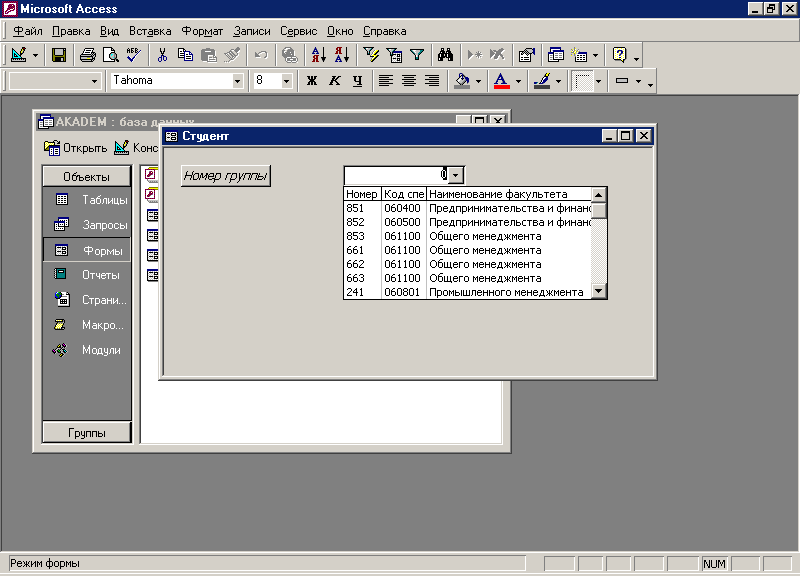 Microsoft Access
Файл Правка Вид Вставка Формат Записи Сервис Окно Справка
Tahoma 8 Ж К Ч
AKADEM : база данных
Студент
Открыть Конс
Объекты
Таблицы
Запросы
Формы
Отчеты
Страни...
Макро...
Модули
Группы
Номер группы 0
Номер Код спе Наименование факультета
851 060400 Предпринимательства и финанс
852 060500 Предпринимательства и финанс
853 061100 Общего менеджмента
661 061100 Общего менеджмента
662 061100 Общего менеджмента
663 061100 Общего менеджмента
241 060801 Промышленного менеджмента
Режим формы NUM